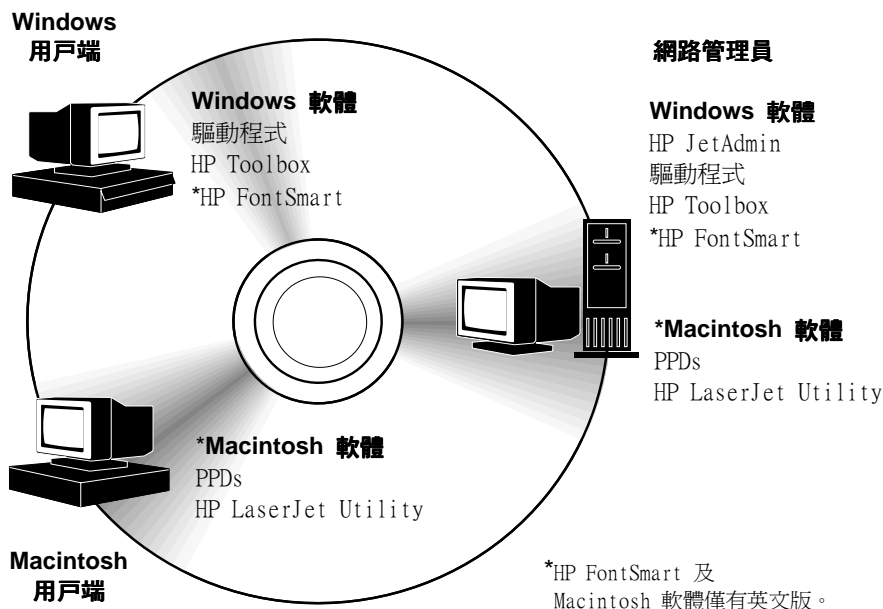 Windows
用戶端
Windows 軟體
驅動程式
HP Toolbox
*HP FontSmart
網路管理員
Windows 軟體
HP JetAdmin
驅動程式
HP Toolbox
*HP FontSmart
*Macintosh 軟體
PPDs
HP LaserJet Utility
*Macintosh 軟體
PPDs
HP LaserJet Utility
Macintosh
用戶端
*HP FontSmart 及
Macintosh 軟體僅有英文版。